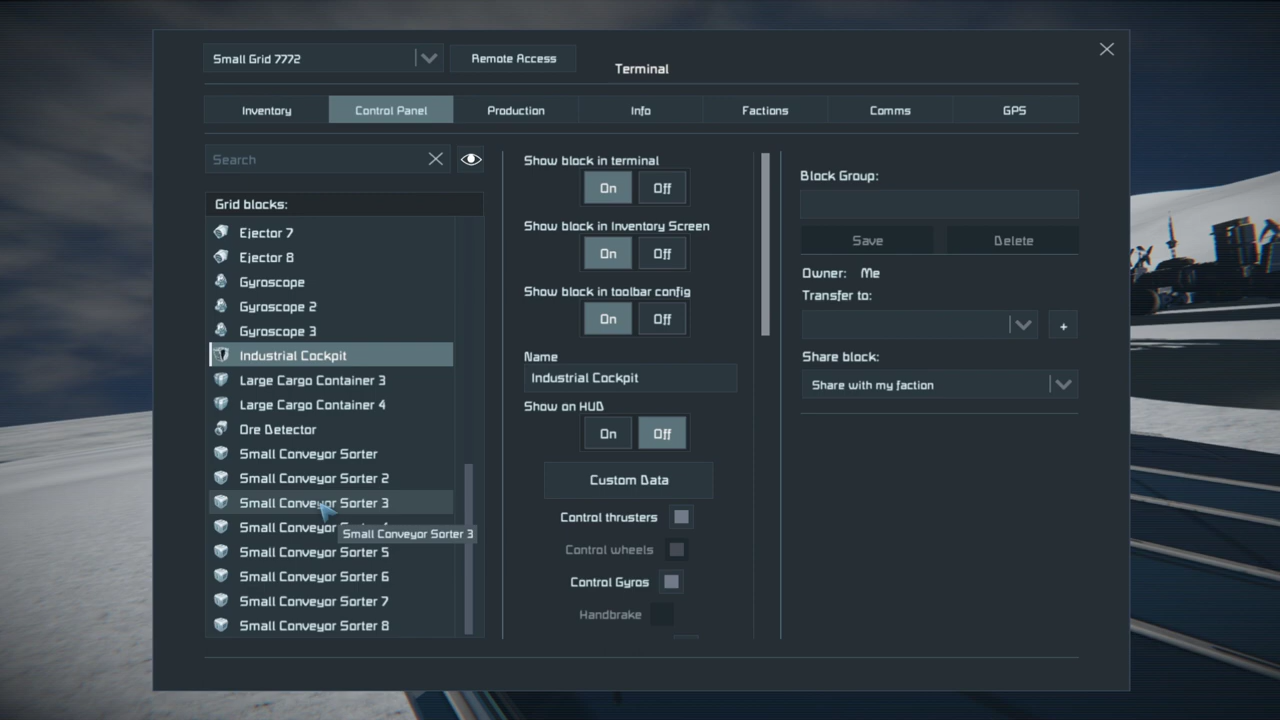 Small Grid 7772
Remote Access
Terminal
Inventory
Control Panel
Production
Info
Factions
Comms
GPS
Search
Grid blocks:
Ejector 7
Ejector 8
Gyroscope
Gyroscope 2
Gyroscope 3
Industrial Cockpit
Large Cargo Container 3
Large Cargo Container 4
Ore Detector
Small Conveyor Sorter
Small Conveyor Sorter 2
Small Conveyor Sorter 3
Small Conveyor
Small Conveyor Sorter 3
Small Conveyor Sorter 5
Small Conveyor Sorter 6
Small Conveyor Sorter 7
Small Conveyor Sorter 8
Show block in terminal
On Off
Show block in Inventory Screen
On Off
Show block in toolbar config
On Off
Name
Industrial Cockpit
Show on HUD
On Off
Custom Data
Control thrusters
Control wheels
Control Gyros
Handbrake
Block Group:
Save
Delete
Owner: Me
Transfer to:
+
Share block:
Share with my faction